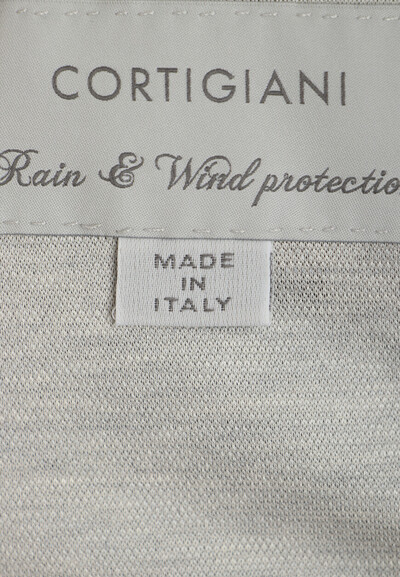 CORTIGIANI
Rain & Wind protectio
MADE
IN
ITALY